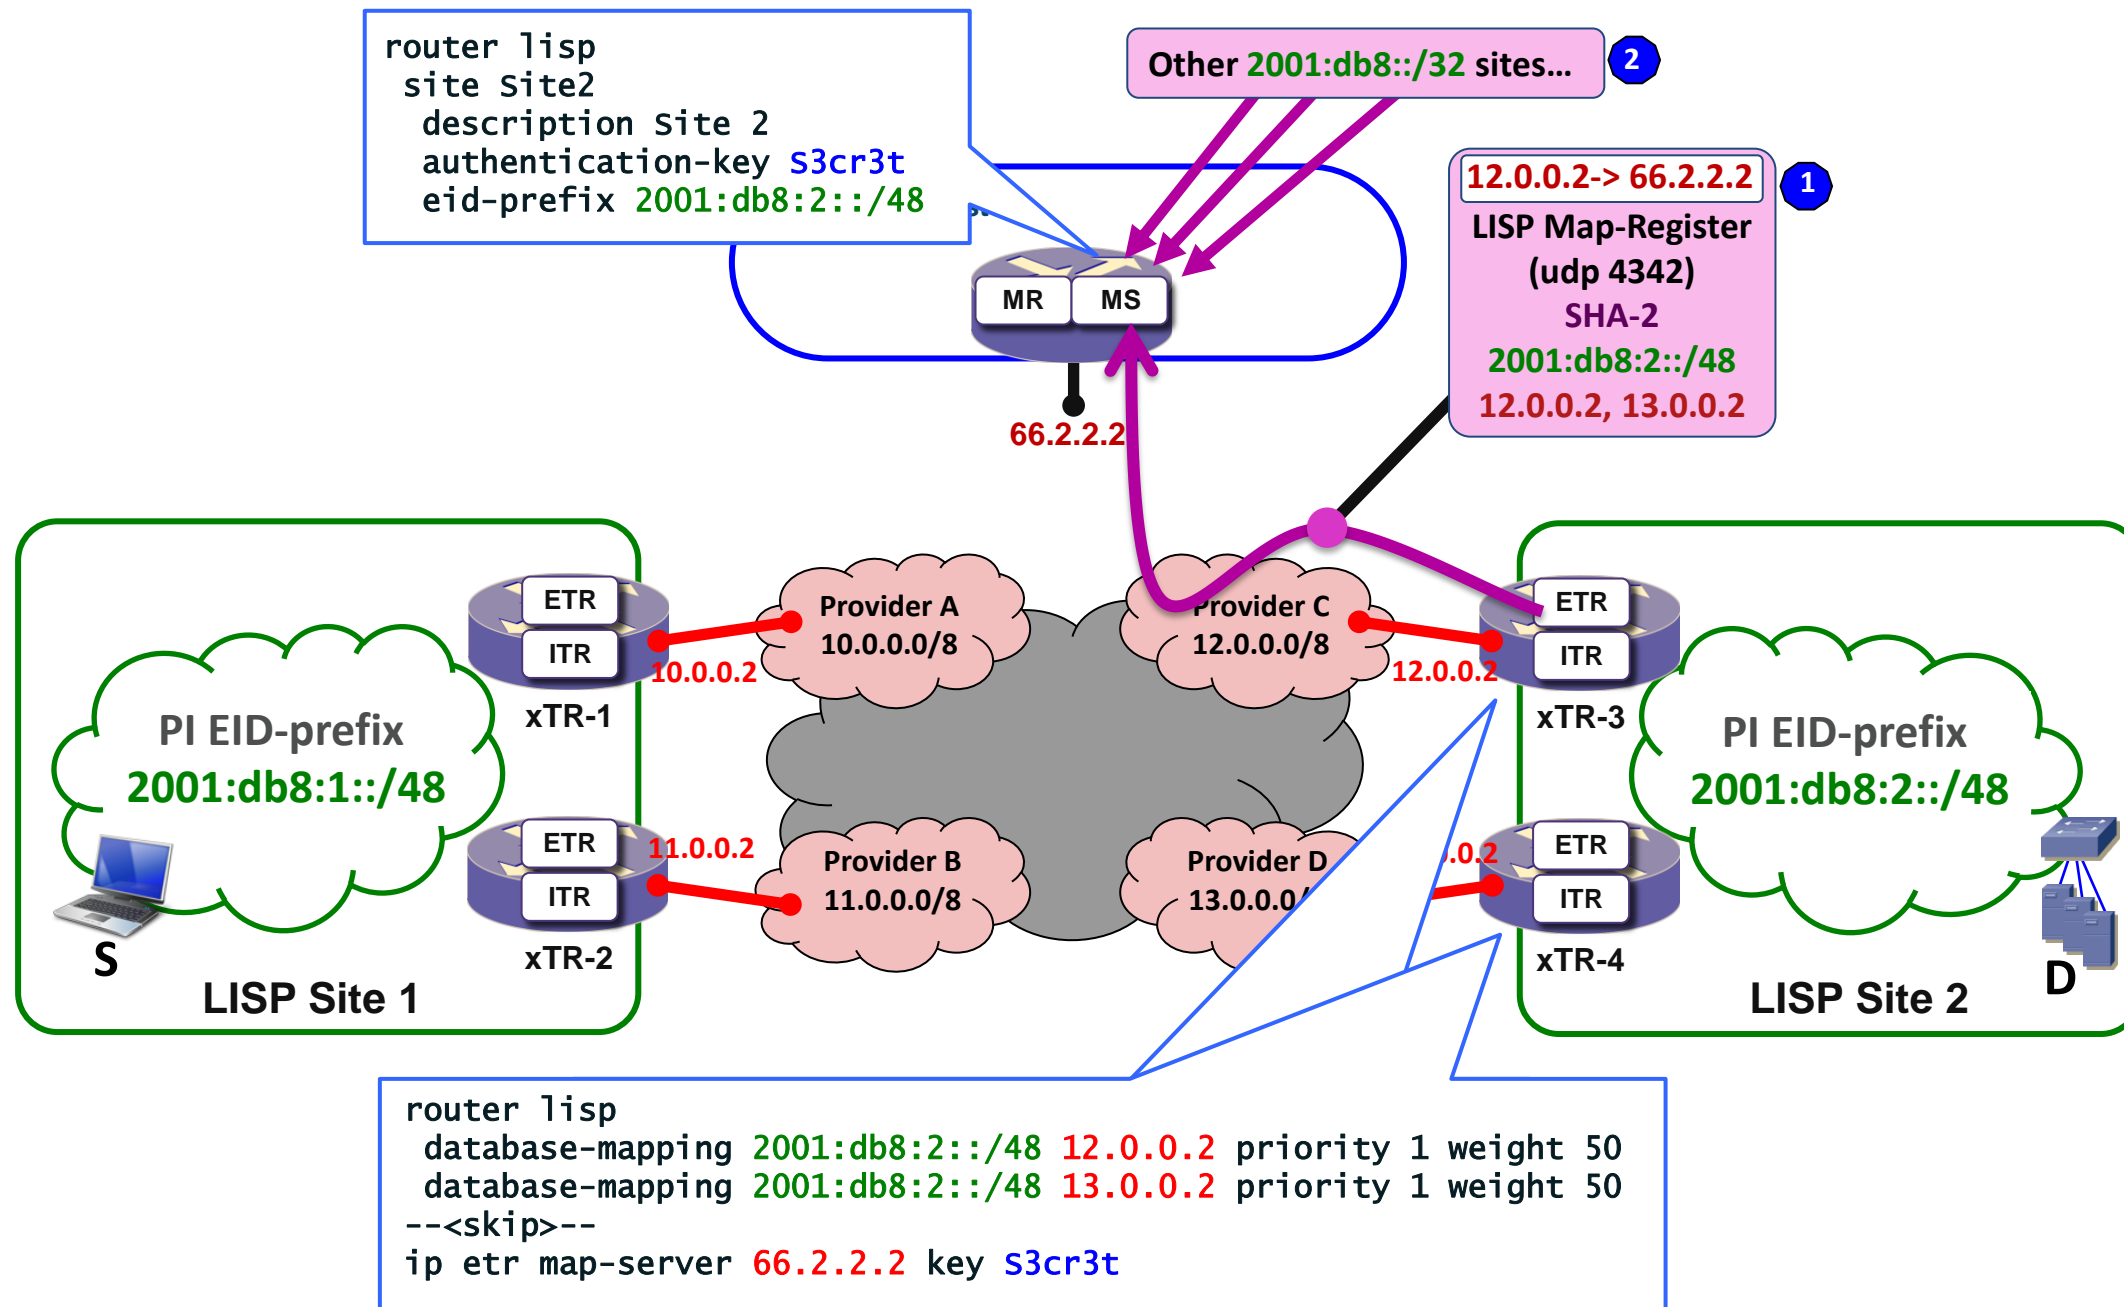 router lisp
site Site2
description Site 2
authentication-key S3cr3t
eid-prefix 2001:db8:2::/48
Other 2001:db8::/32 sites...
2
12.0.0.2-> 66.2.2.2
1
LISP Map-Register
(udp 4342)
SHA-2
2001:db8:2::/48
12.0.0.2, 13.0.0.2
MR
MS
66.2.2.2
ETR
ITR
xTR-1
10.0.0.2
Provider A
10.0.0.0/8
Provider C
12.0.0.0/8
12.0.0.2
ETR
ITR
xTR-3
PI EID-prefix
2001:db8:1::/48
PI EID-prefix
2001:db8:2::/48
ETR
ITR
xTR-2
11.0.0.2
Provider B
11.0.0.0/8
Provider D
13.0.0.0/
.0.2
ETR
ITR
xTR-4
S
LISP Site 1
D
LISP Site 2
router lisp
database-mapping 2001:db8:2::/48 12.0.0.2 priority 1 weight 50
database-mapping 2001:db8:2::/48 13.0.0.2 priority 1 weight 50
--<skip>--
ip etr map-server 66.2.2.2 key S3cr3t